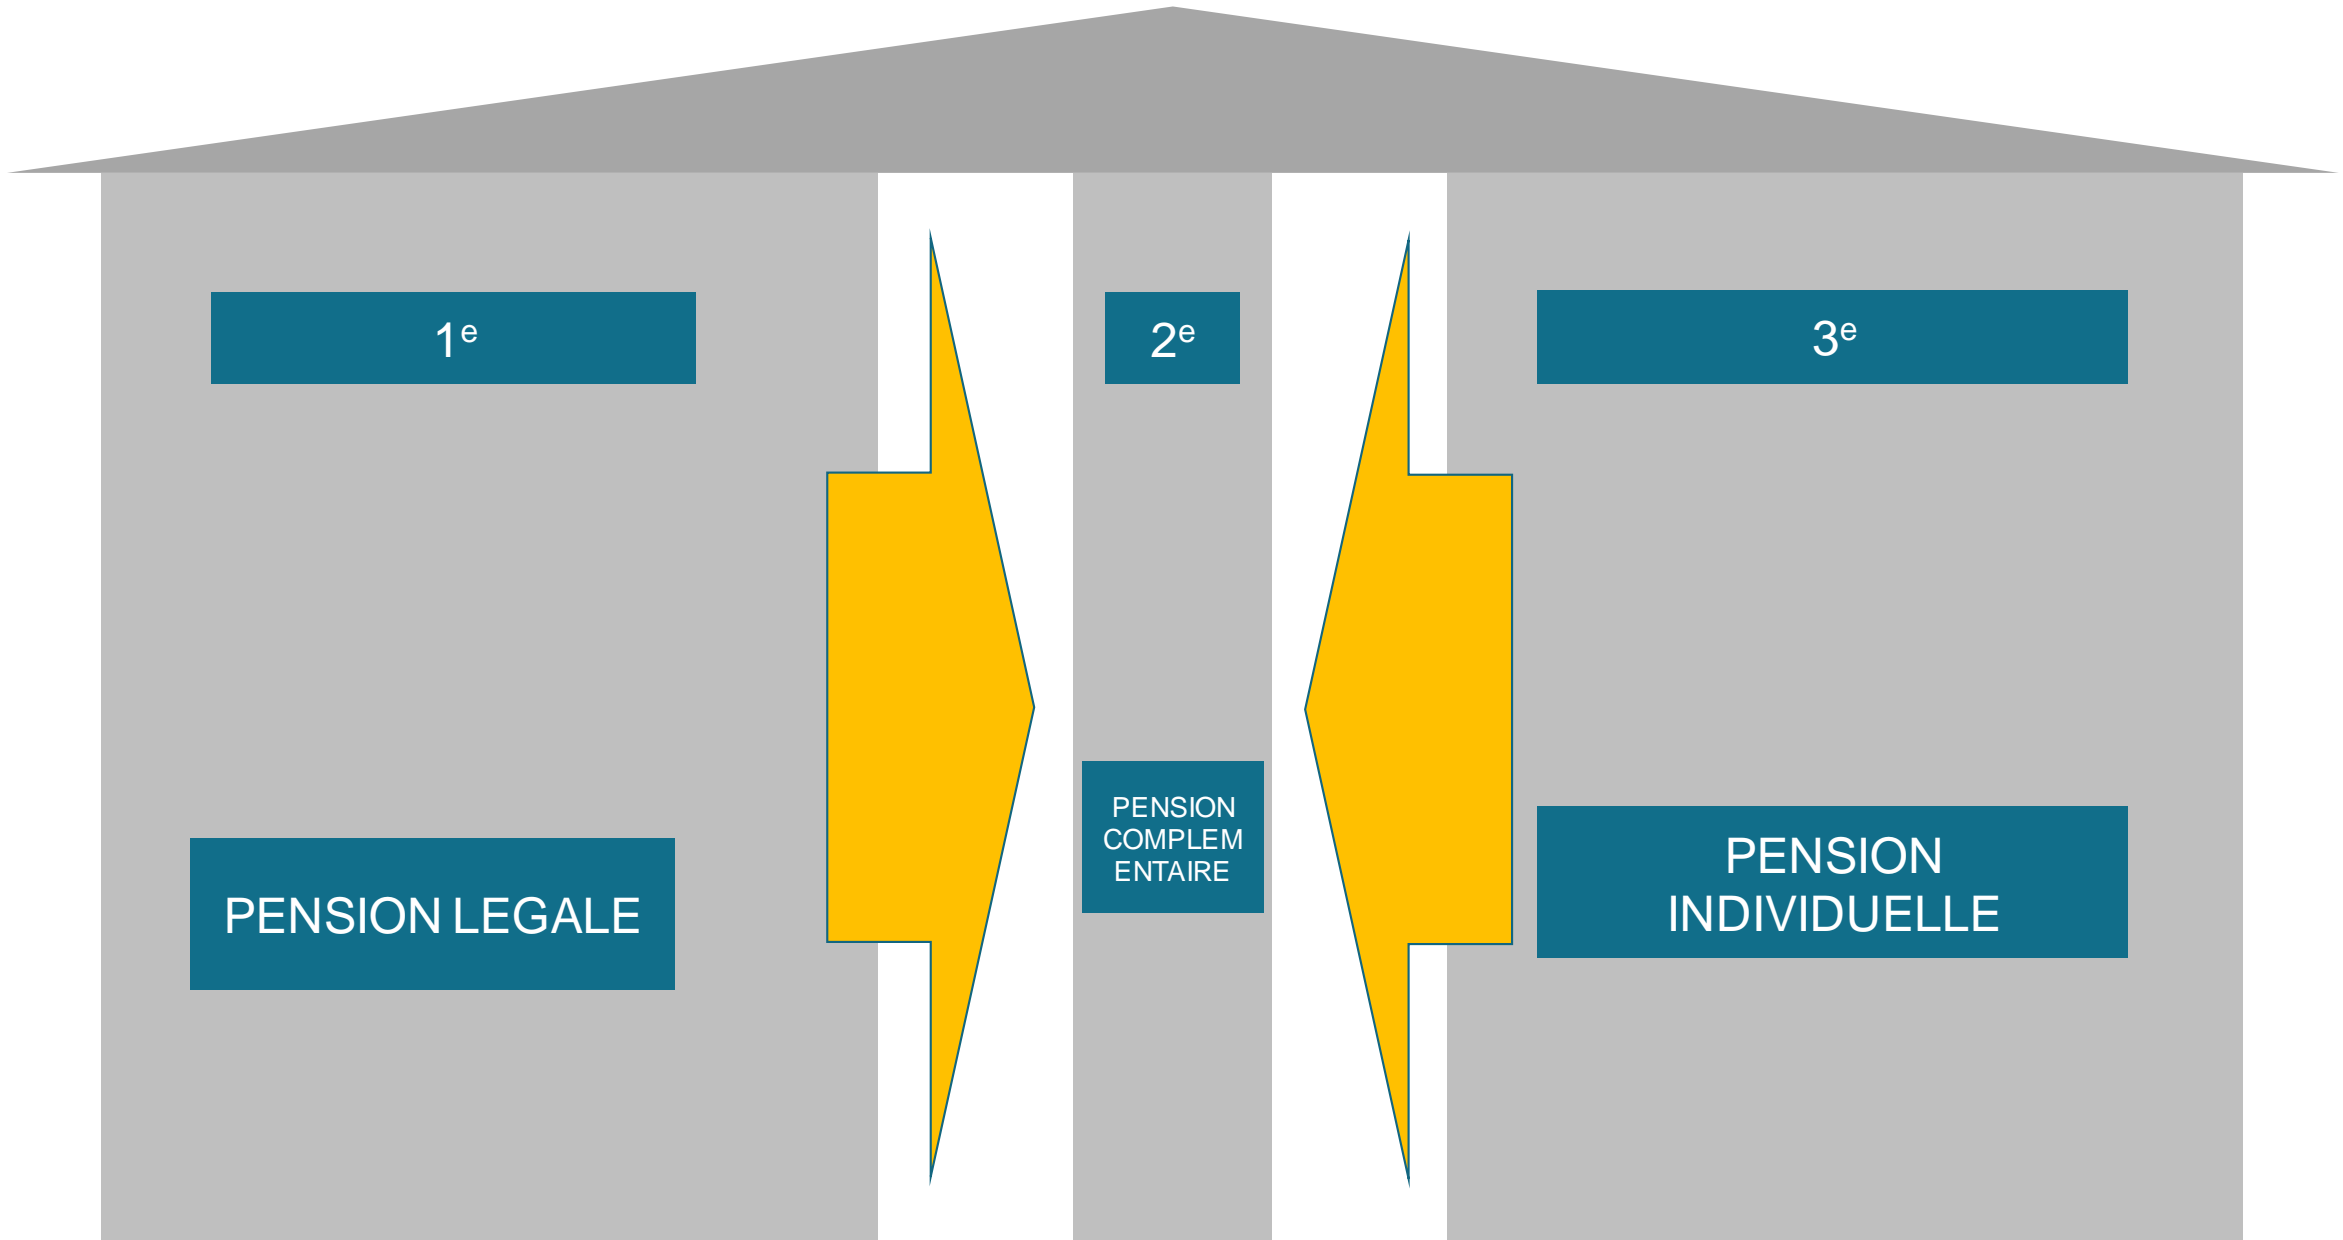 1e
2e
3e
PENSION LEGALE
PENSION
COMPLEM
ENTAIRE
PENSION
INDIVIDUELLE